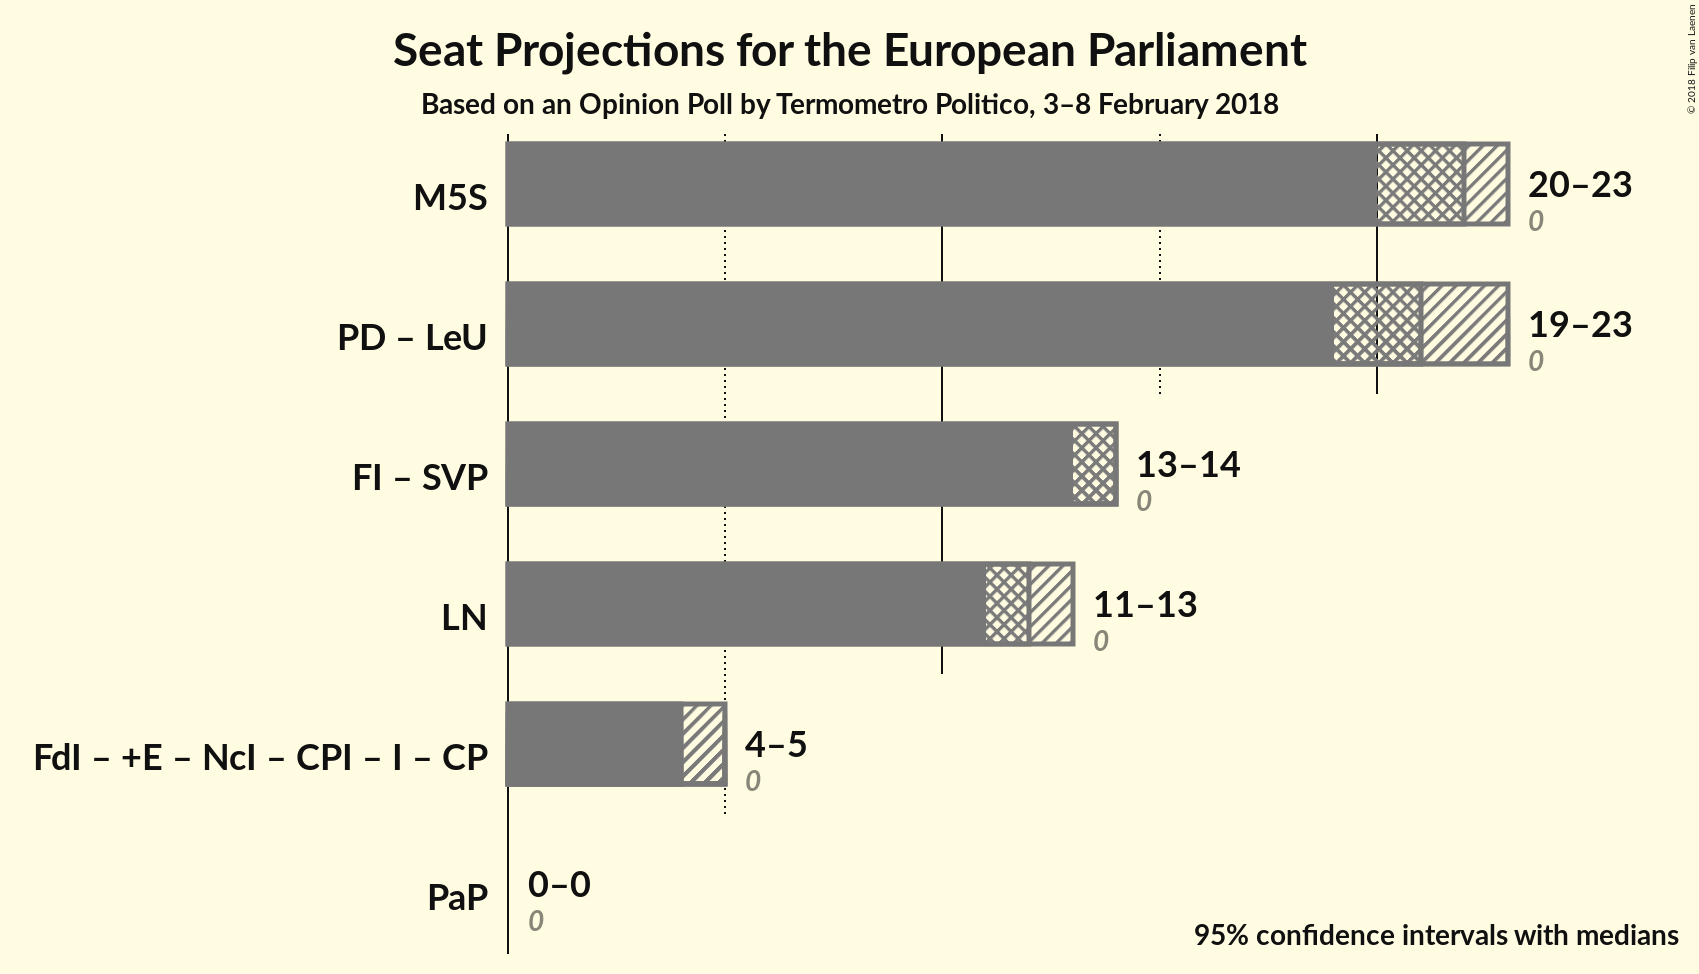 Seat Projections for the European Parliament
Based on an Opinion Poll by Termometro Politico, 3–8 February 2018
© 2018 Filip van Laenen
M5S
20–23
0
PD – LeU
19–23
0
FI – SVP
13–14
0
LN
11–13
0
FdI – +E – NcI – CPI – I – CP
4–5
0
PaP
0–0
0
95% confidence intervals with medians